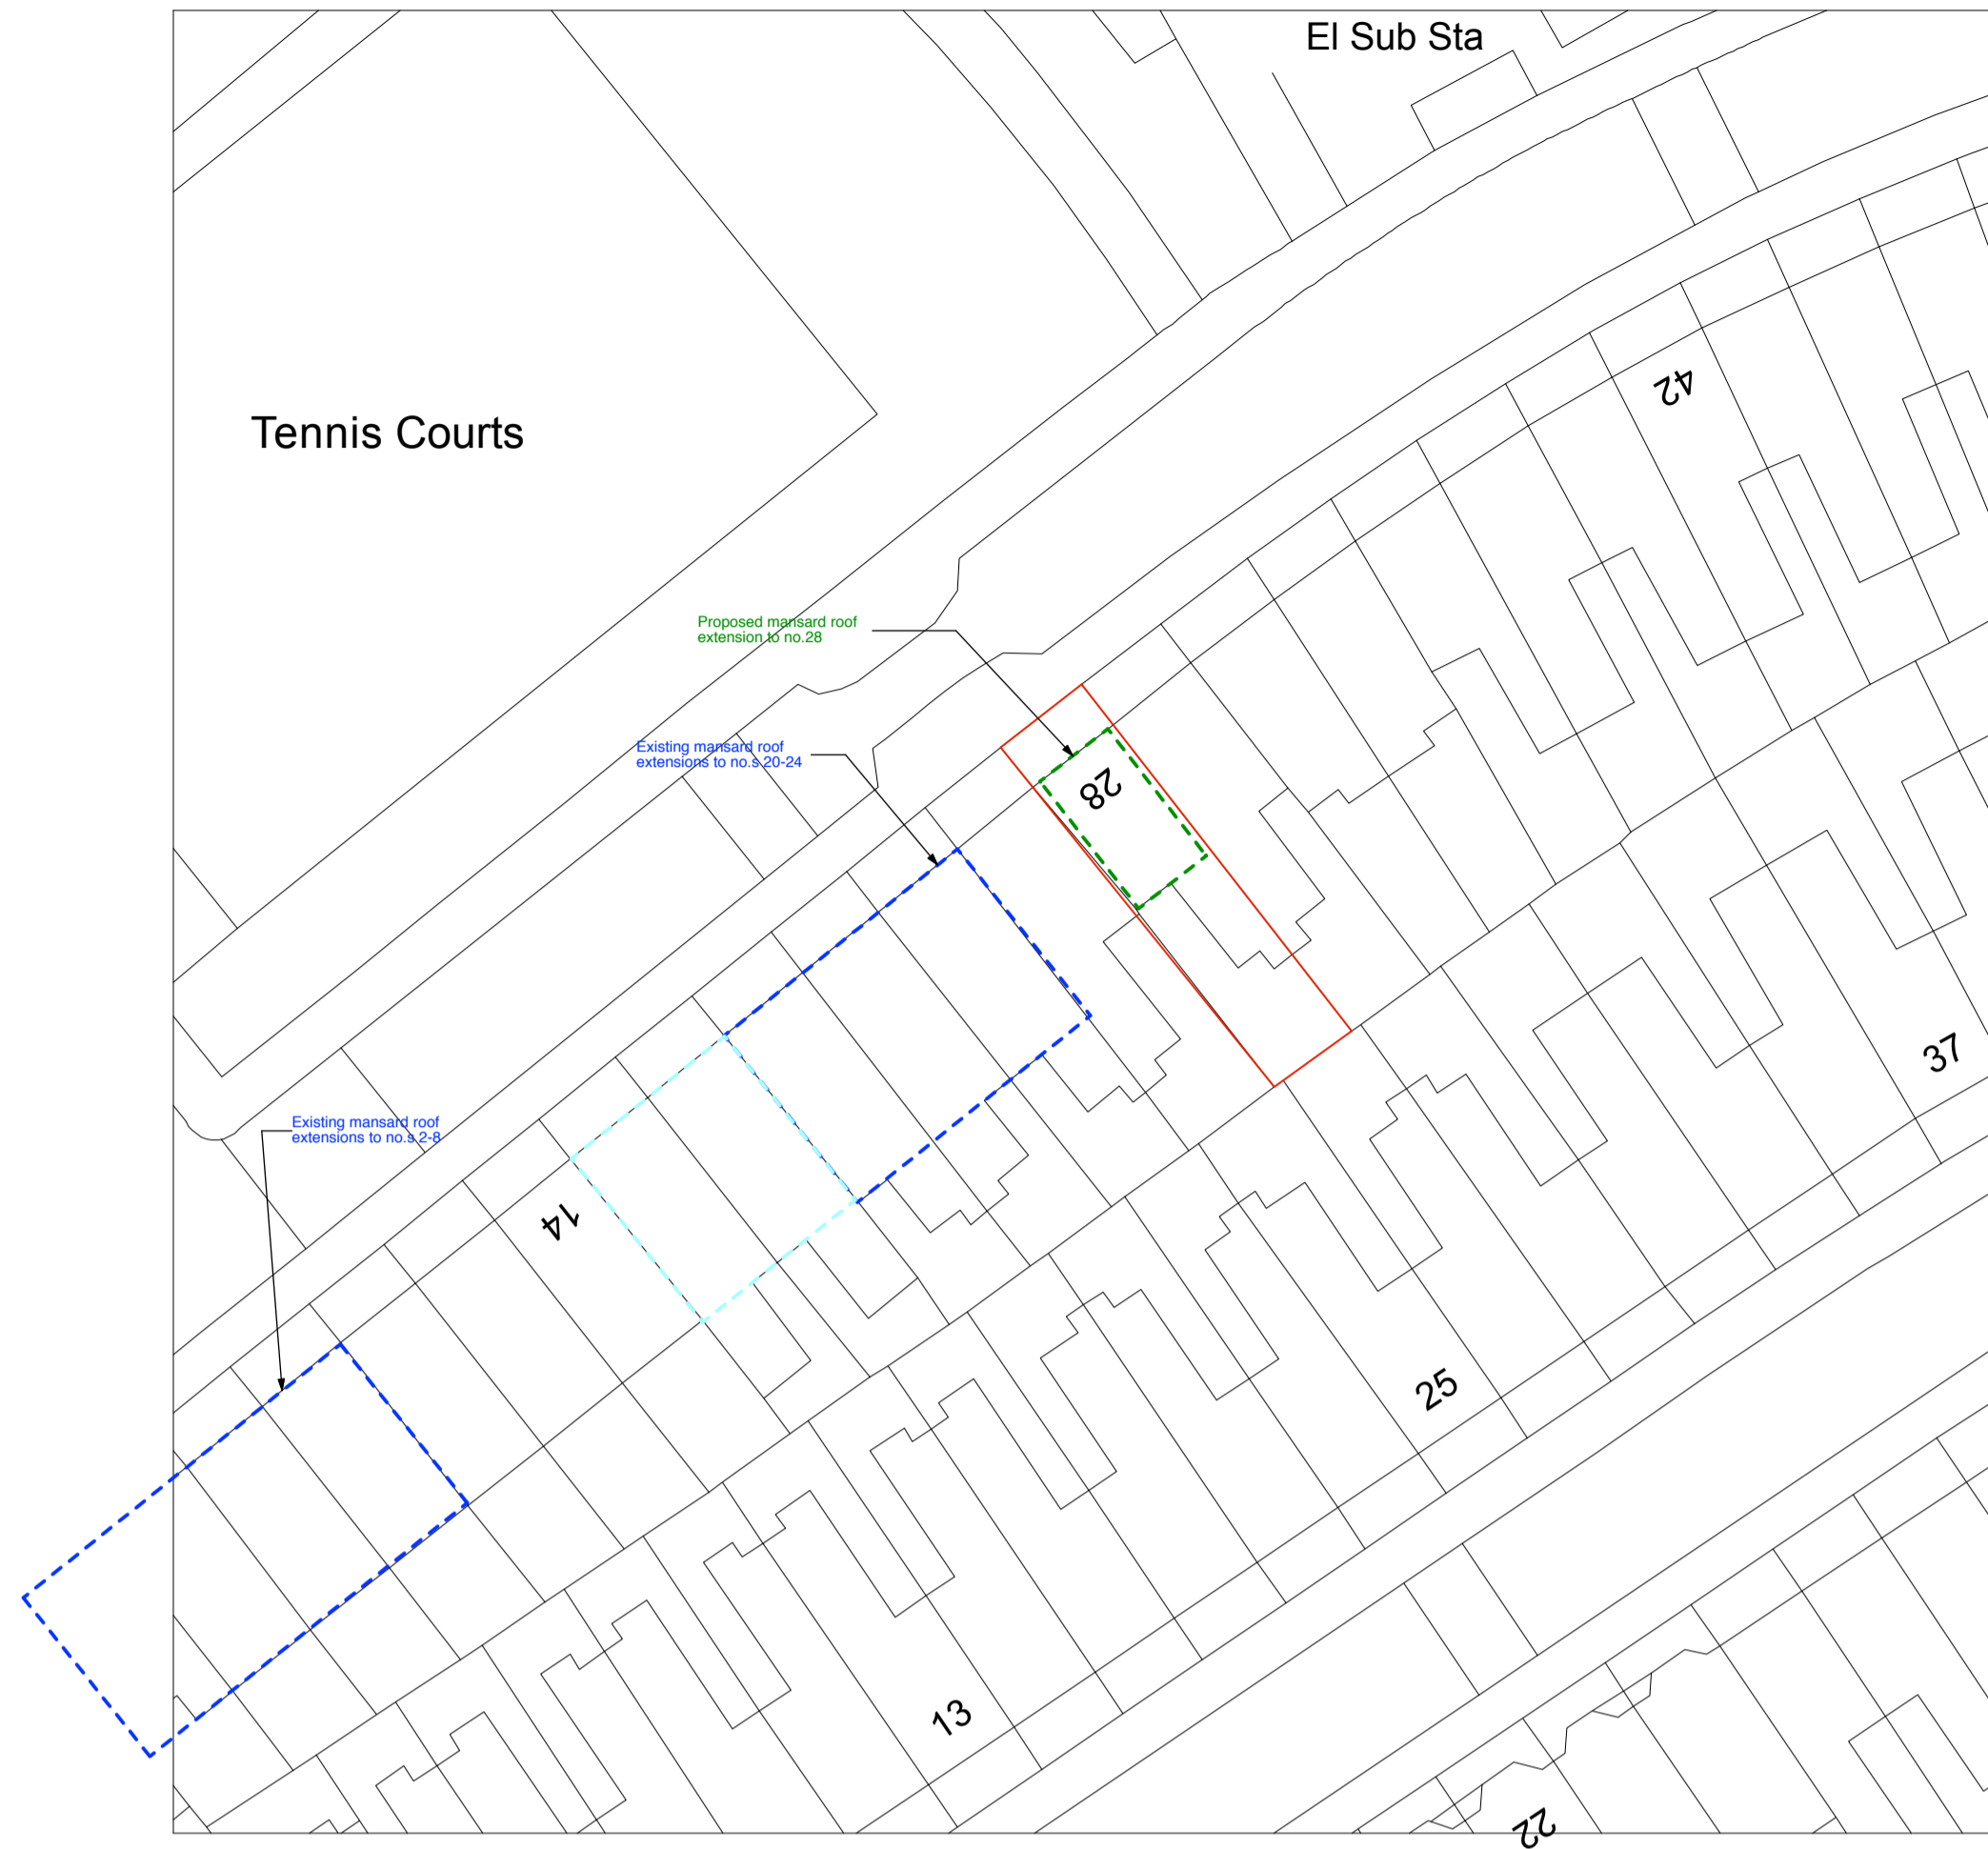 El Sub Sta
42
Tennis Courts
Proposed mansard roof
extension to no.28
Existing mansard roof
extensions to no.s 20-24
28
37
Existing mansard roof
extensions to no.s 2-8
14
25
13
22